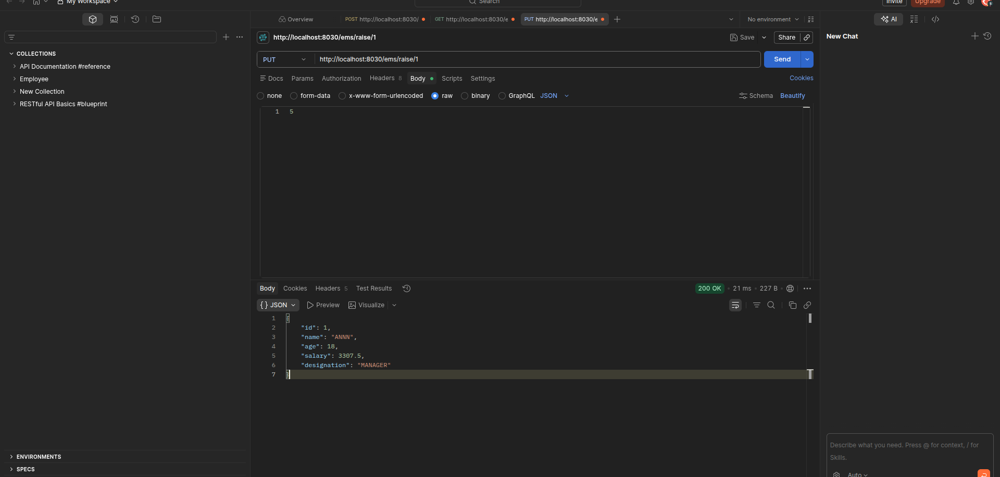 My Workspace
Search
Invite
Upgrade
Overview
POST http://localhost:8030/
GET http://localhost:8030/e
PUT http://localhost:8030/e
No environment
AI
HTTP http://localhost:8030/ems/raise/1
Save
Share
New Chat
COLLECTIONS
API Documentation #reference
Employee
New Collection
RESTful API Basics #blueprint
PUT
http://localhost:8030/ems/raise/1
Send
Docs
Params
Authorization
Headers 8
Body
Scripts
Settings
Cookies
none
form-data
x-www-form-urlencoded
raw
binary
GraphQL
JSON
Schema
Beautify
1 5
Body
Cookies
Headers 5
Test Results
200 OK
21 ms
227 B
{} JSON
Preview
Visualize
1 {
2 "id": 1,
3 "name": "ANNN",
4 "age": 18,
5 "salary": 3307.5,
6 "designation": "MANAGER"
7 }
ENVIRONMENTS
SPECS
Describe what you need. Press @ for context, / for
Skills.
Auto